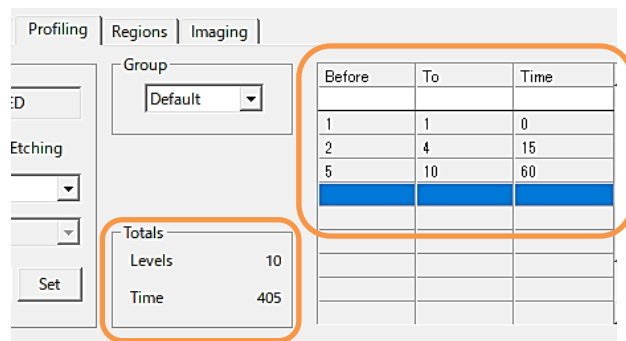 Profiling Regions Imaging
Group
Default
ED
Etching
Set
Totals
Levels 10
Time 405
Before To Time
1 1 0
2 4 15
5 10 60